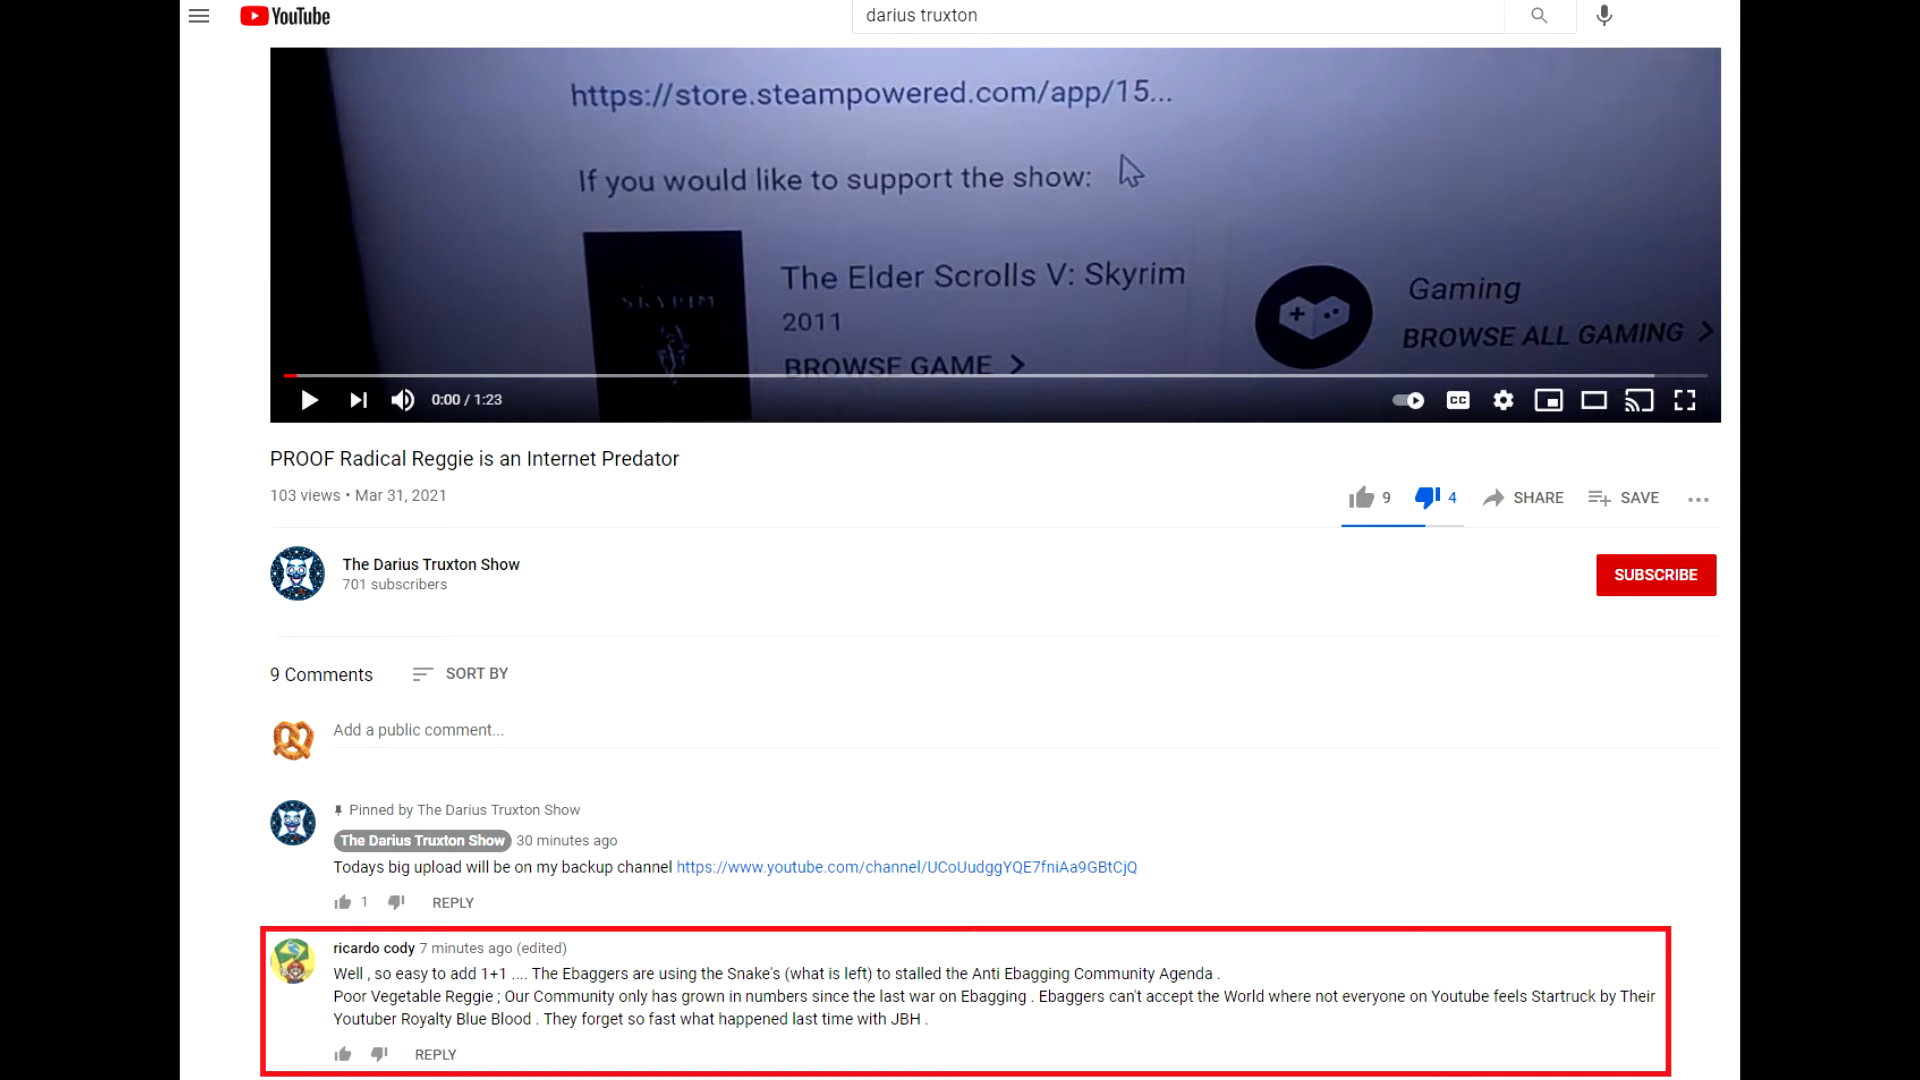 YouTube
darius truxton
https://store.steampowered.com/app/15...
If you would like to support the show:
SKYRIM
The Elder Scrolls V: Skyrim
2011
BROWSE GAME
Gaming
BROWSE ALL GAMING
0:00 / 1:23
CC
PROOF Radical Reggie is an Internet Predator
103 views • Mar 31, 2021
9
4
SHARE
SAVE
The Darius Truxton Show
701 subscribers
SUBSCRIBE
9 Comments
SORT BY
Add a public comment...
Pinned by The Darius Truxton Show
The Darius Truxton Show 30 minutes ago
Todays big upload will be on my backup channel https://www.youtube.com/channel/UCoUudggYQE7fniAa9GBtCjQ
1 REPLY
ricardo cody 7 minutes ago (edited)
Well , so easy to add 1+1 .... The Ebaggers are using the Snake's (what is left) to stalled the Anti Ebagging Community Agenda .
Poor Vegetable Reggie ; Our Community only has grown in numbers since the last war on Ebagging . Ebaggers can't accept the World where not everyone on Youtube feels Startruck by Their
Youtuber Royalty Blue Blood . They forget so fast what happened last time with JBH .
REPLY